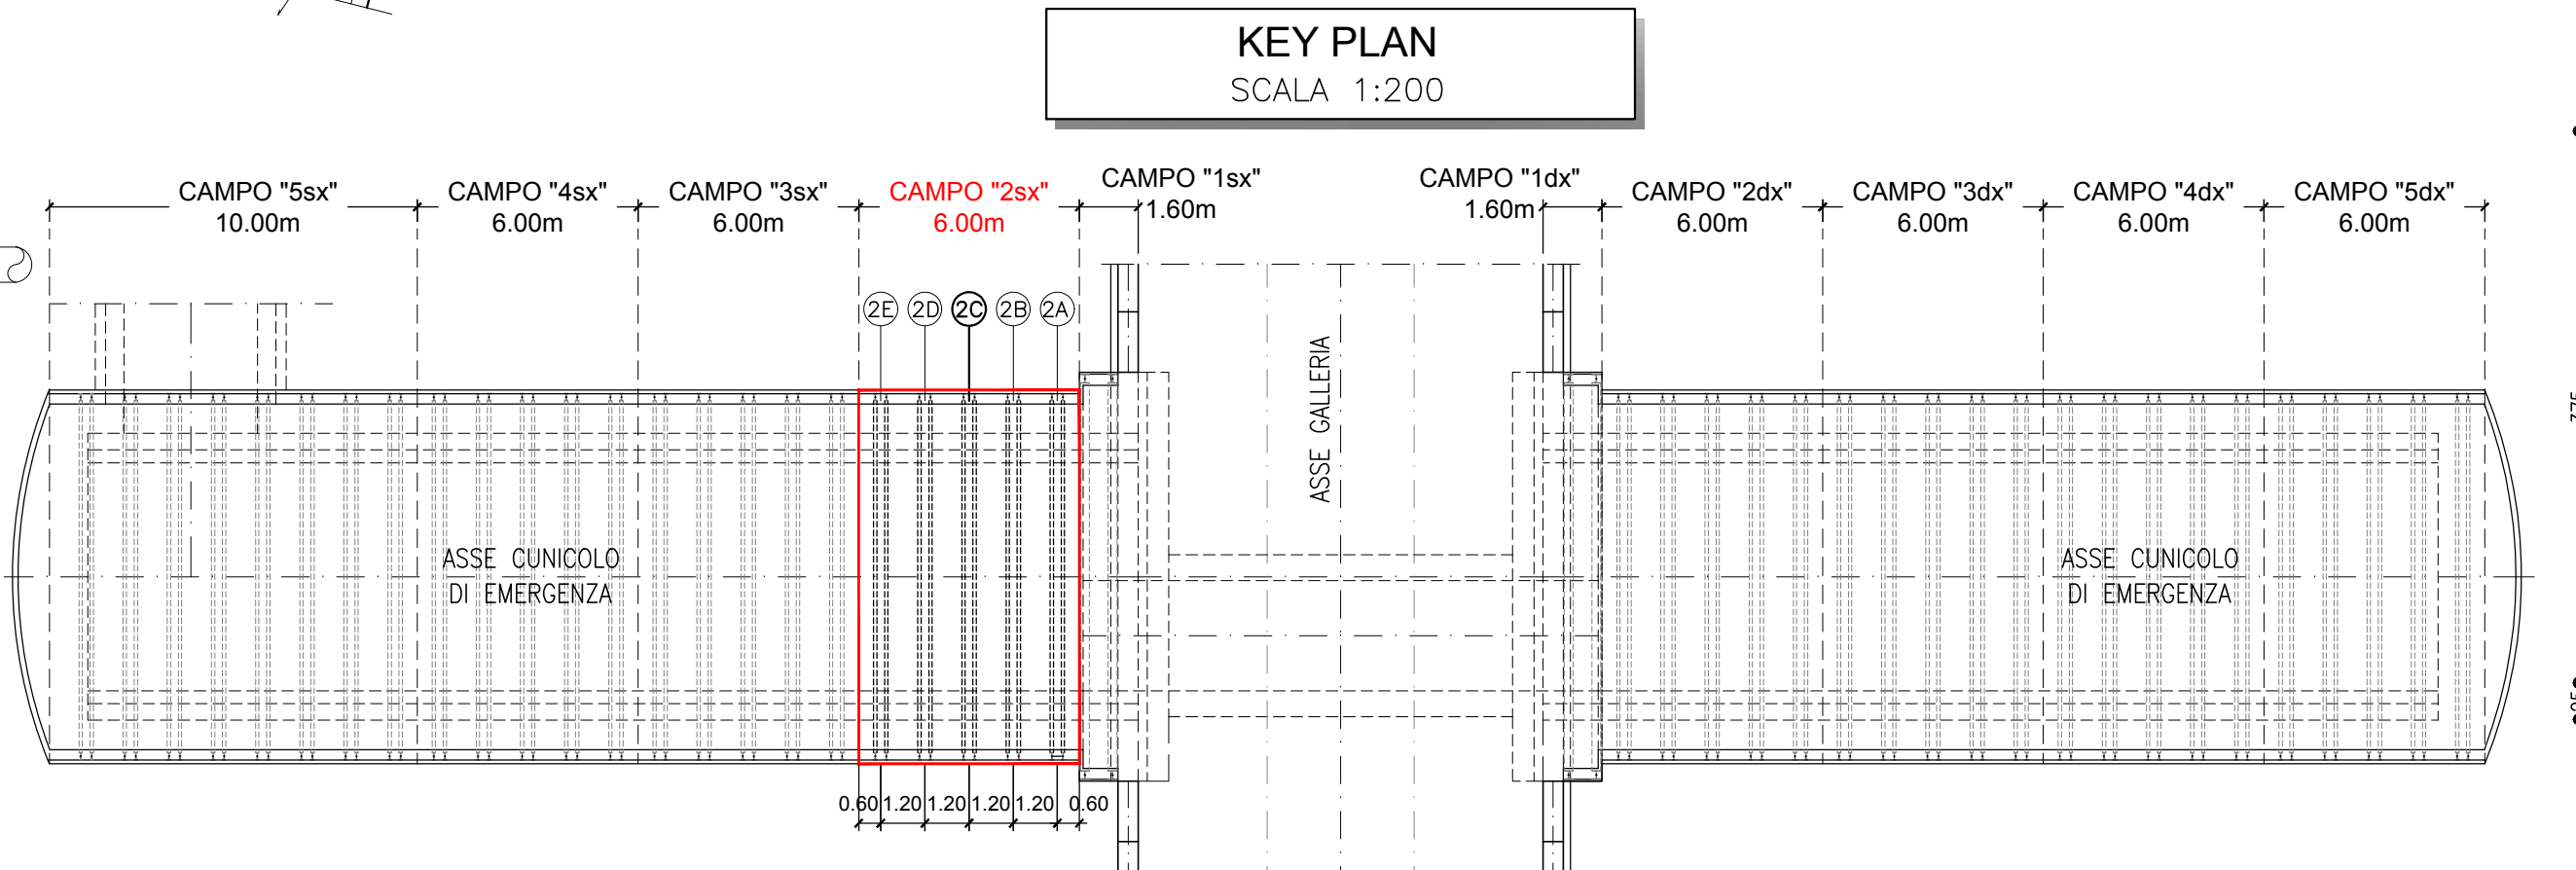 KEY PLAN
SCALA 1:200
CAMPO "5sx"
10.00m
CAMPO "4sx"
6.00m
CAMPO "3sx"
6.00m
CAMPO "2sx"
6.00m
CAMPO "1sx"
1.60m
CAMPO "1dx"
1.60m
CAMPO "2dx"
6.00m
CAMPO "3dx"
6.00m
CAMPO "4dx"
6.00m
CAMPO "5dx"
6.00m
2E 2D 2C 2B 2A
ASSE GALLERIA
ASSE CUNICOLO
DI EMERGENZA
ASSE CUNICOLO
DI EMERGENZA
0.60 1.20 1.20 1.20 1.20 0.60